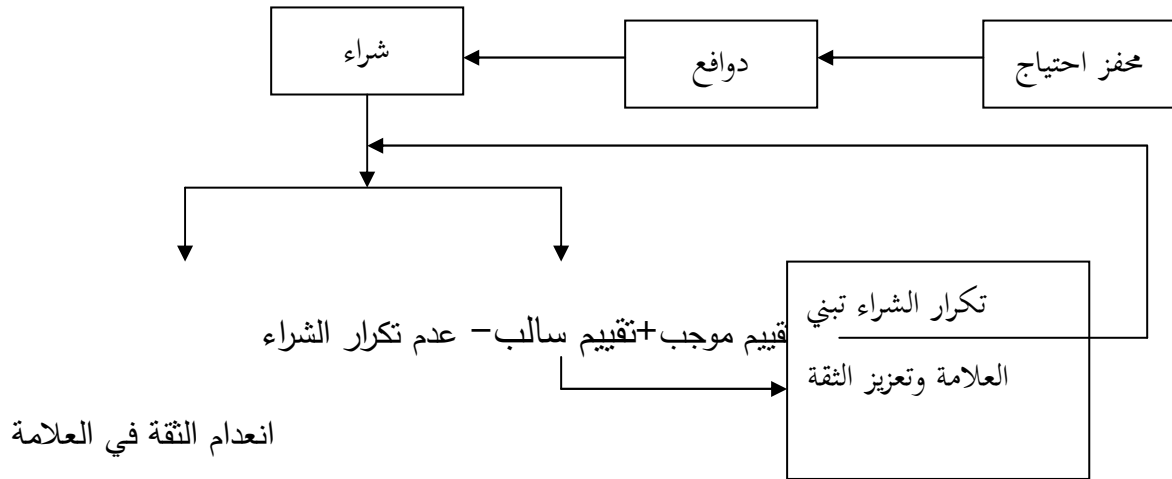 محفز احتياج
دوافع
شراء
تقييم موجب+تقييم سالب– عدم تكرار الشراء
تكرار الشراء تبني
العلامة وتعزيز الثقة
انعدام الثقة في العلامة